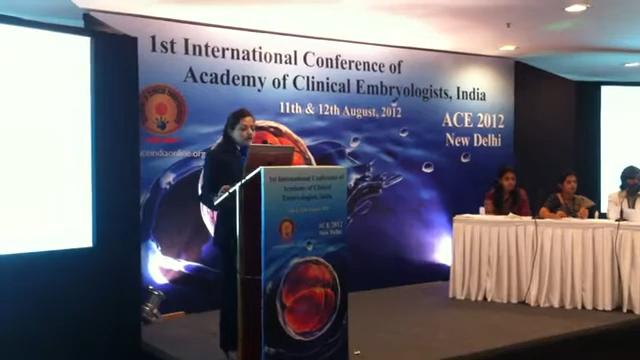 1st International Conference of
Academy of Clinical Embryologists, India
11th & 12th August, 2012
ACE 2012
New Delhi
1st International Conference of
Academy of Clinical
Embryologists, India
ACE 2012
New Delhi